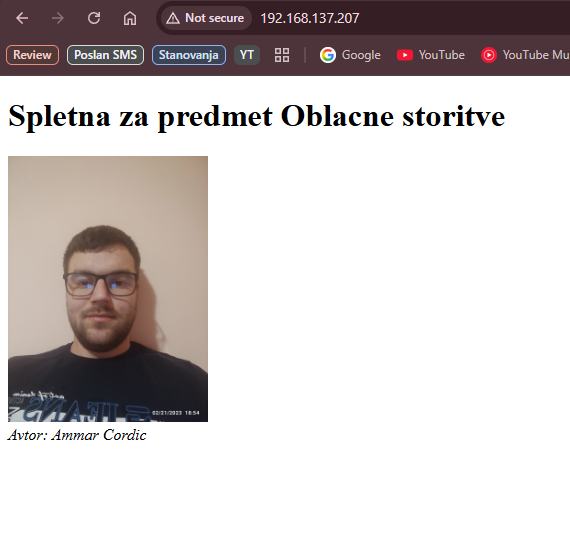 Not secure 192.168.137.207
Review Poslan SMS Stanovanja YT Google YouTube YouTube Mu
Spletna za predmet Oblacne storitve
02/21/2023 18:54
Avtor: Ammar Cordic